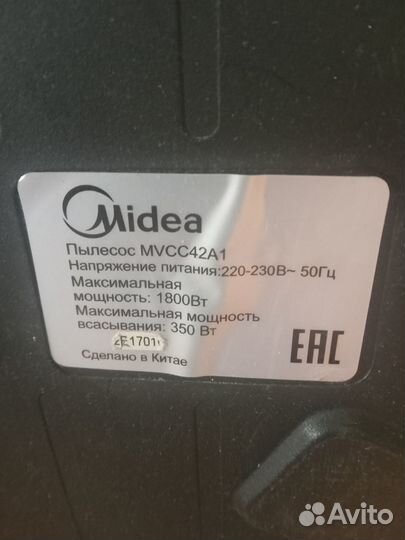 Midea
Пылесос MVCC42A1
Напряжение питания:220-230В~ 50Гц
Максимальная
мощность: 1800Вт
Максимальная мощность
всасывания: 350 Вт
Сделано в Китае
EAC
Avito